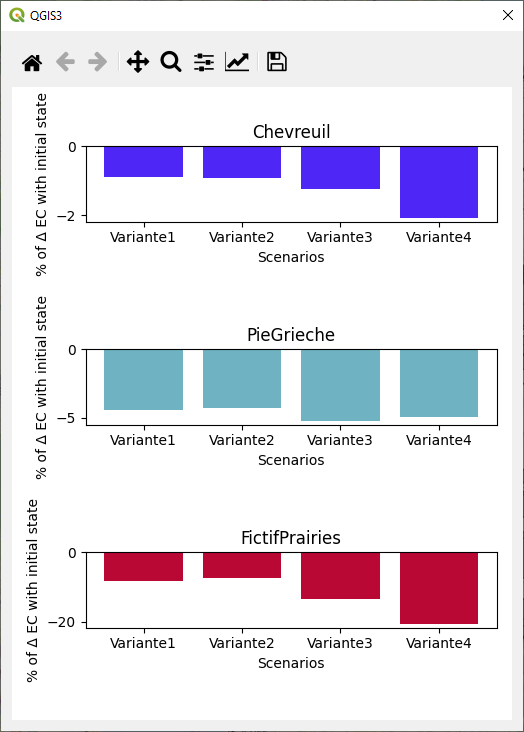 QGIS3
Chevreuil
% of Δ EC with initial state
0
−2
Variante1 Variante2 Variante3 Variante4
Scenarios
PieGrieche
% of Δ EC with initial state
0
−5
Variante1 Variante2 Variante3 Variante4
Scenarios
FictifPrairies
% of Δ EC with initial state
0
−20
Variante1 Variante2 Variante3 Variante4
Scenarios